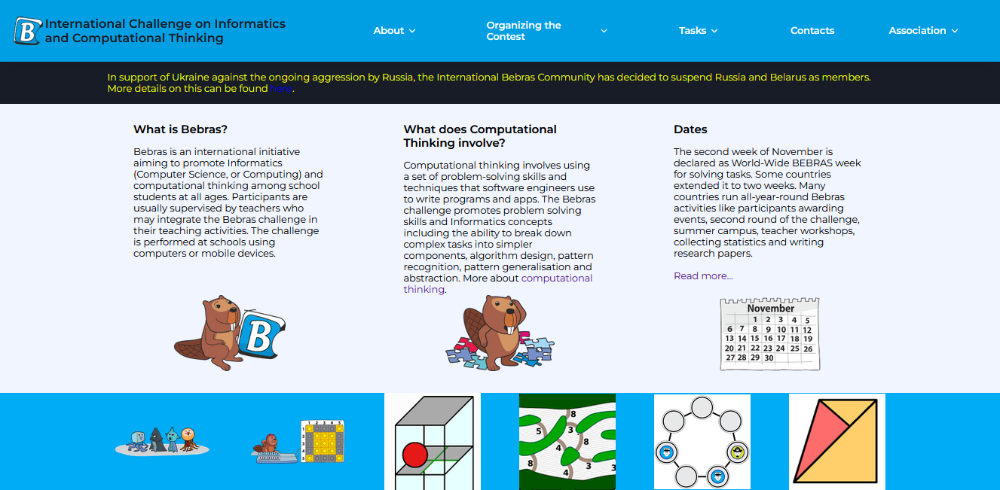 B
International Challenge on Informatics
and Computational Thinking
About
Organizing the
Contest
Tasks
Contacts
Association
In support of Ukraine against the ongoing aggression by Russia, the International Bebras Community has decided to suspend Russia and Belarus as members.
More details on this can be found here.
What is Bebras?
Bebras is an international initiative
aiming to promote Informatics
(Computer Science, or Computing) and
computational thinking among school
students at all ages. Participants are
usually supervised by teachers who
may integrate the Bebras challenge in
their teaching activities. The challenge
is performed at schools using
computers or mobile devices.
B
What does Computational
Thinking involve?
Computational thinking involves using
a set of problem-solving skills and
techniques that software engineers use
to write programs and apps. The Bebras
challenge promotes problem solving
skills and Informatics concepts
including the ability to break down
complex tasks into simpler
components, algorithm design, pattern
recognition, pattern generalisation and
abstraction. More about computational
thinking.
Dates
The second week of November is
declared as World-Wide BEBRAS week
for solving tasks. Some countries
extended it to two weeks. Many
countries run all-year-round Bebras
activities like participants awarding
events, second round of the challenge,
summer campus, teacher workshops,
collecting statistics and writing
research papers.
Read more...
November
1 2 3 4 5
6 7 8 9 10 11 12
13 14 15 16 17 18 19
20 21 22 23 24 25 26
27 28 29 30
1 2 3 4 5
1
2
3
4
5
8
5 3
8
4
8 4 3 3